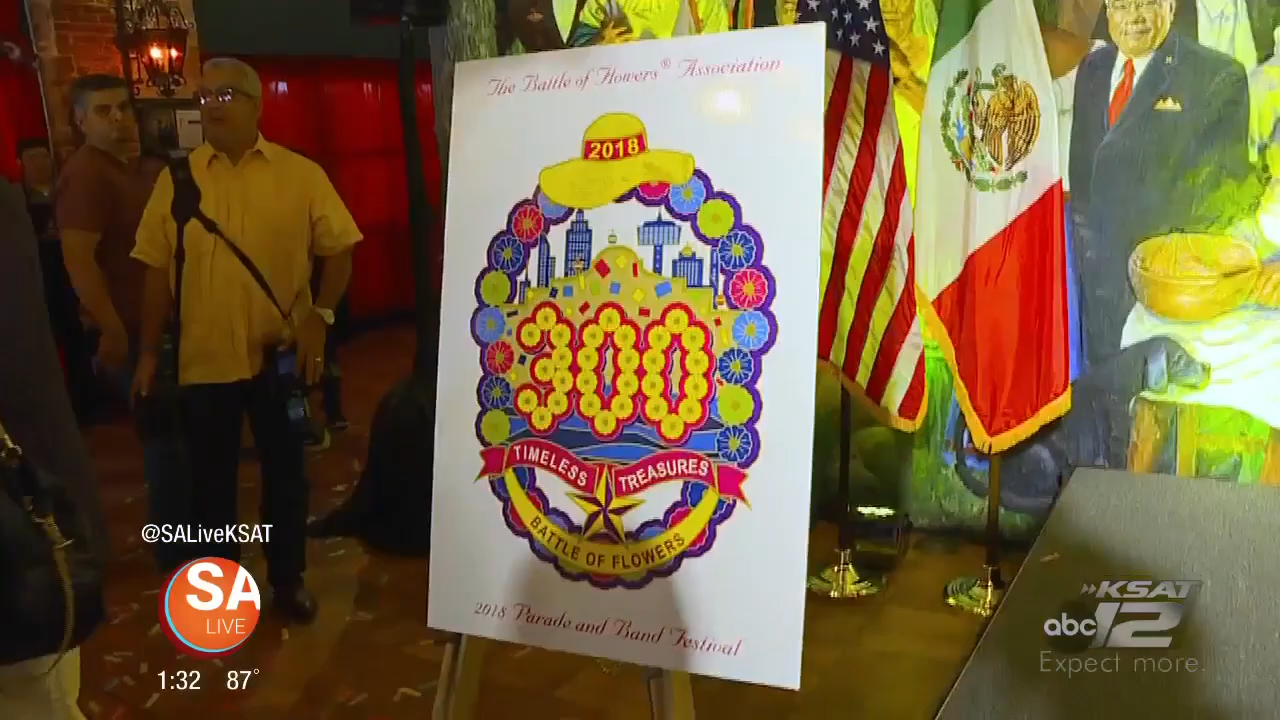 The Battle of Flowers® Association
2018
300
TIMELESS TREASURES
BATTLE OF FLOWERS
2018 Parade and Band Festival
@SALiveKSAT
SA
LIVE
1:32 87°
KSAT
abc 12
Expect more.